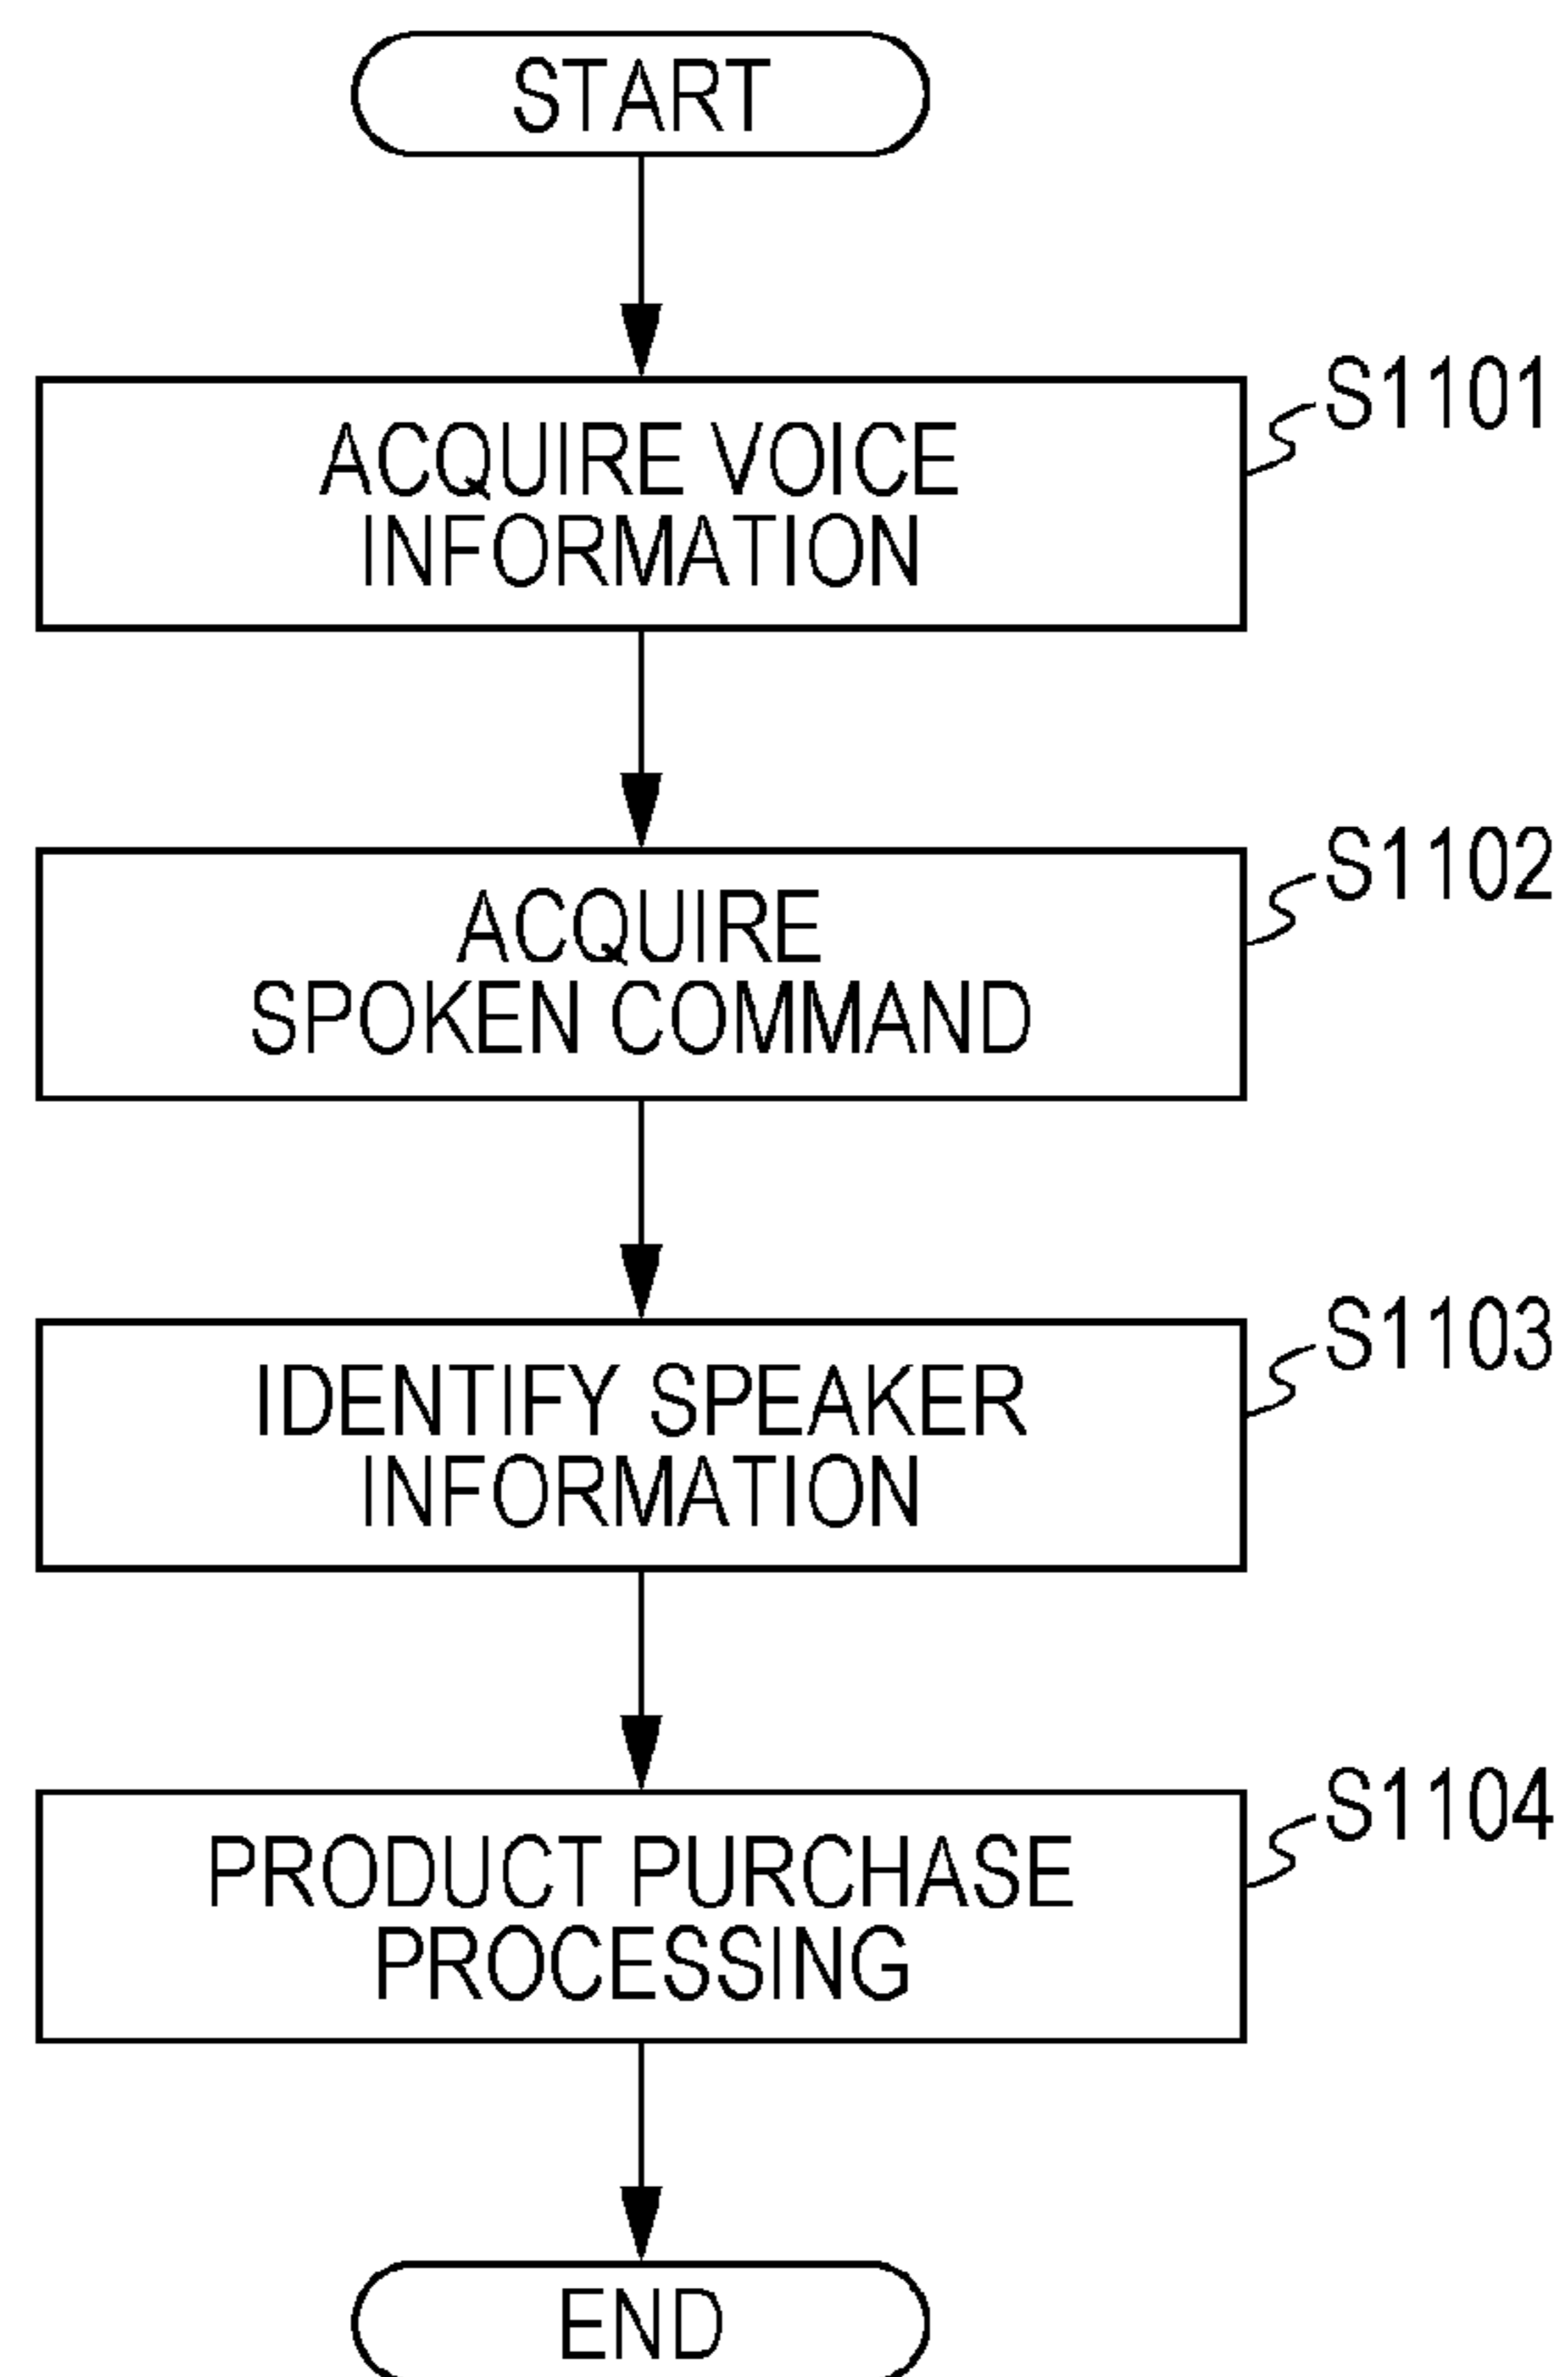 START
S1101
ACQUIRE VOICE
INFORMATION
S1102
ACQUIRE
SPOKEN COMMAND
S1103
IDENTIFY SPEAKER
INFORMATION
S1104
PRODUCT PURCHASE
PROCESSING
END